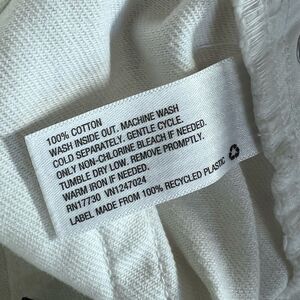 100% COTTON
WASH INSIDE OUT. MACHINE WASH
COLD SEPARATELY. GENTLE CYCLE.
ONLY NON-CHLORINE BLEACH IF NEEDED.
TUMBLE DRY LOW. REMOVE PROMPTLY.
WARM IRON IF NEEDED.
RN17730 VN1247024
LABEL MADE FROM 100% RECYCLED PLASTIC